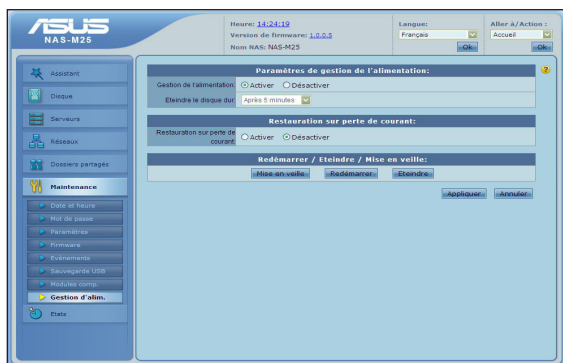 ASUS
NAS-M25
Heure: 14:24:19
Version de firmware: 1.0.0.5
Nom NAS: NAS-M25
Langue:
Français
Ok
Aller à/Action :
Accueil
Ok
Assistant
Disque
Serveurs
Réseaux
Dossiers partagés
Maintenance
Date et heure
Mot de passe
Paramètres
Firmware
Evénements
Sauvegarde USB
Modules comp.
Gestion d'alim.
Etats
Paramètres de gestion de l'alimentation:
Gestion de l'alimentation: Activer Désactiver
Eteindre le disque dur: Après 5 minutes
Restauration sur perte de courant:
Restauration sur perte de
courant: Activer Désactiver
Redémarrer / Eteindre / Mise en veille:
Mise en veille Redémarrer Eteindre
Appliquer Annuler